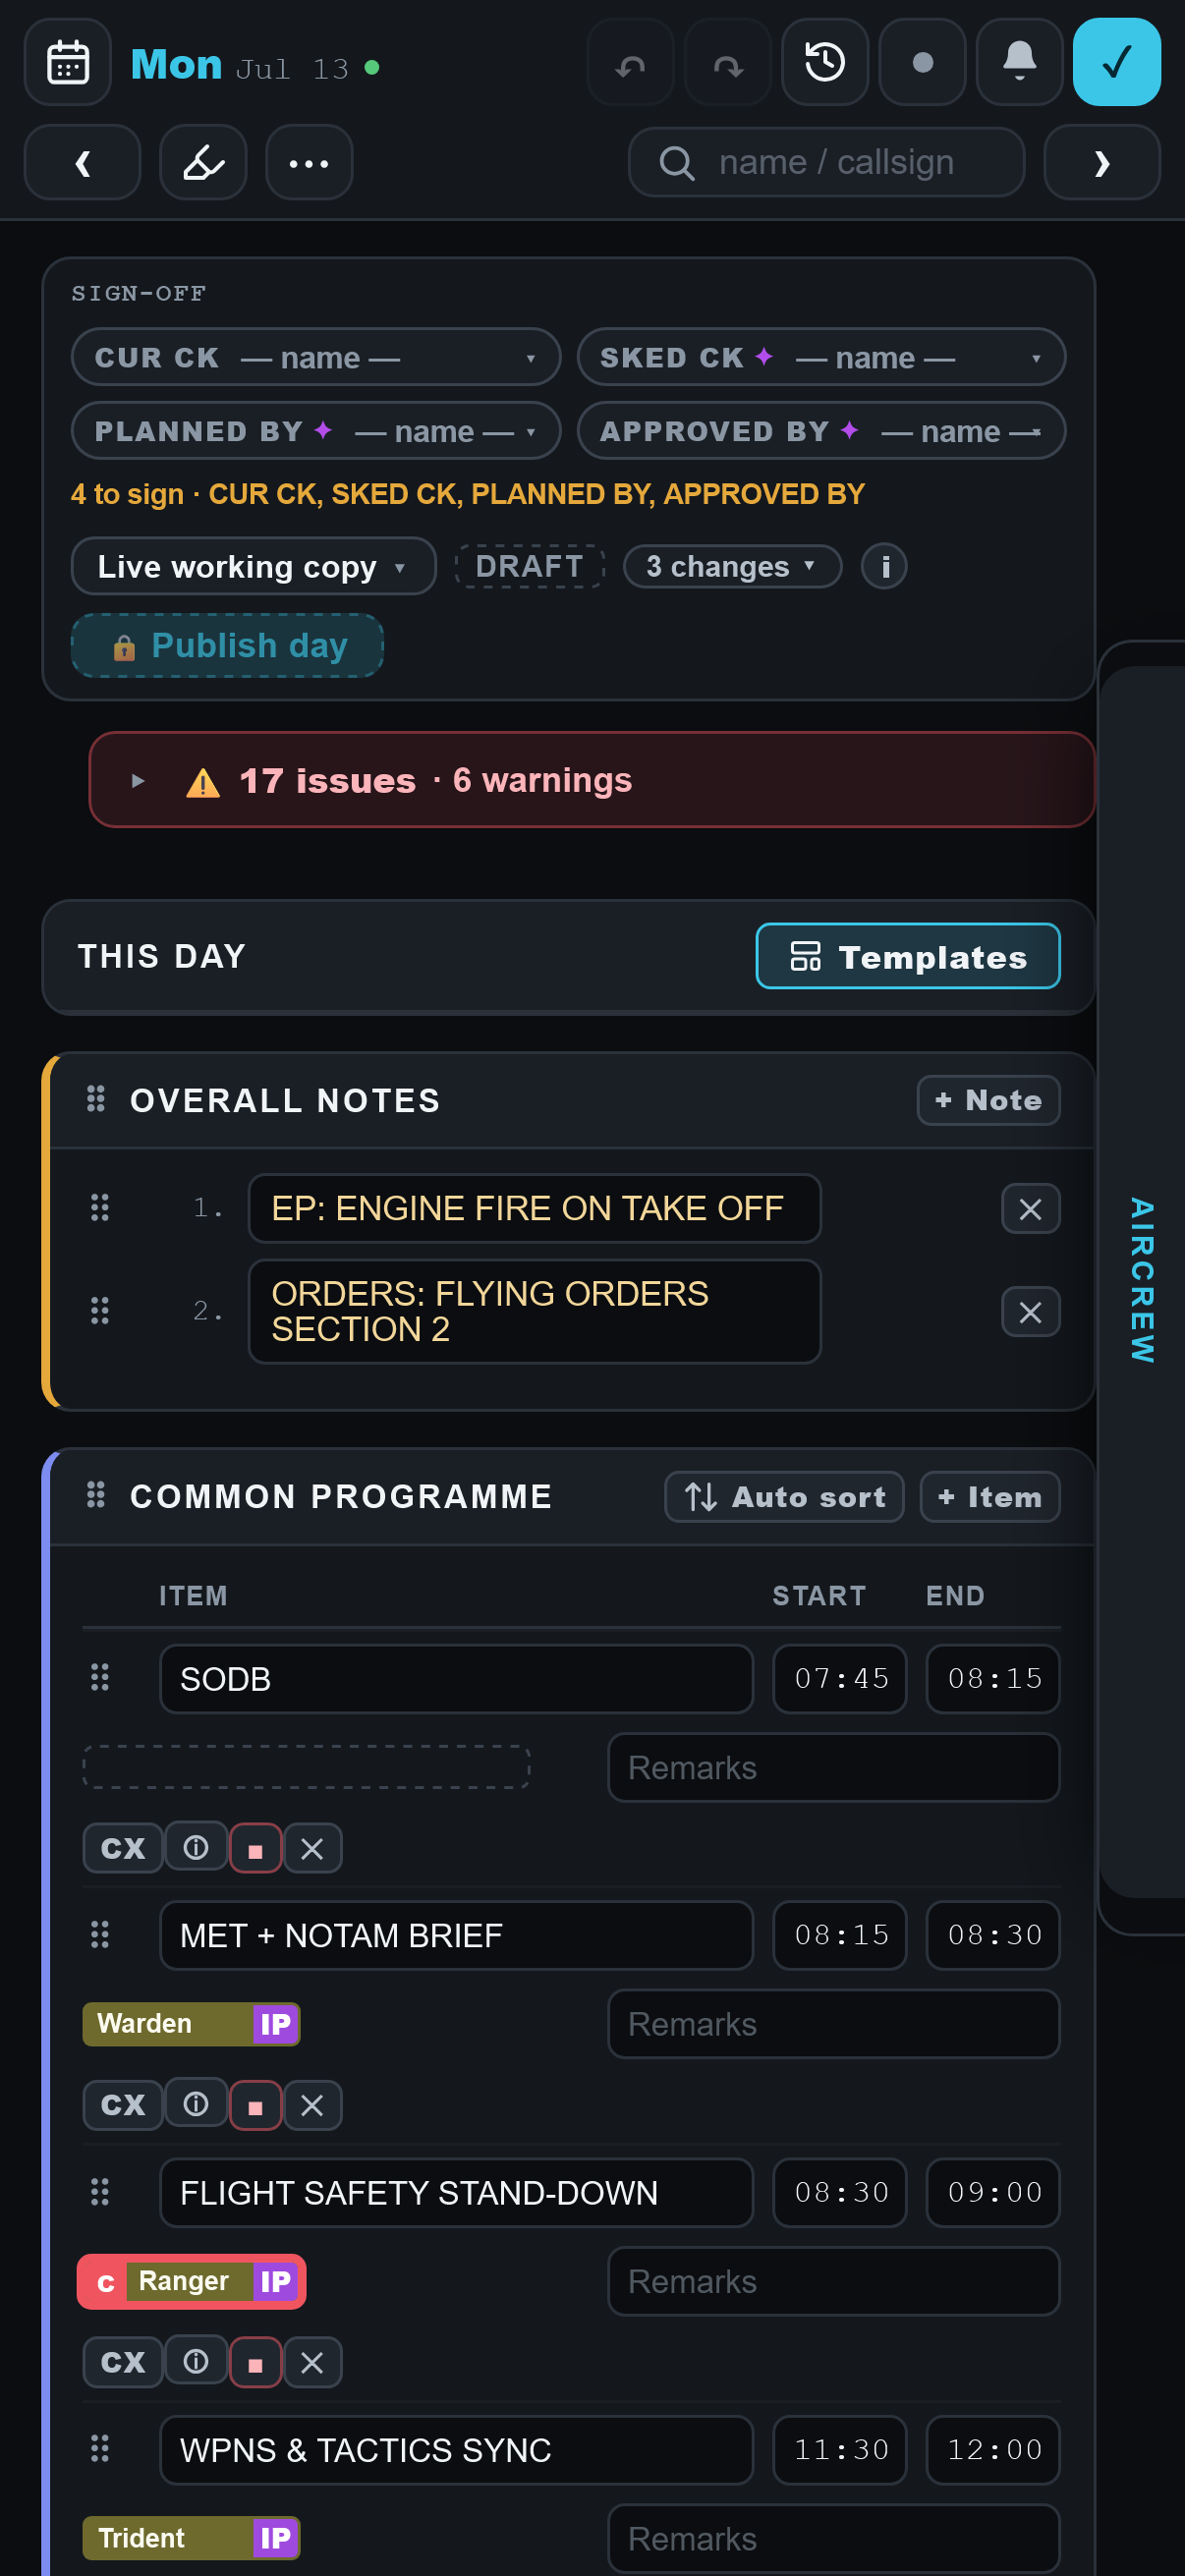 Mon Jul 13
name / callsign
SIGN-OFF
CUR CK — name —
SKED CK — name —
PLANNED BY — name —
APPROVED BY — name —
4 to sign · CUR CK, SKED CK, PLANNED BY, APPROVED BY
Live working copy DRAFT 3 changes i
Publish day
17 issues · 6 warnings
THIS DAY Templates
OVERALL NOTES + Note
1. EP: ENGINE FIRE ON TAKE OFF
2. ORDERS: FLYING ORDERS
SECTION 2
AIRCREW
COMMON PROGRAMME Auto sort + Item
ITEM START END
SODB 07:45 08:15
Remarks
CX
MET + NOTAM BRIEF 08:15 08:30
Warden IP Remarks
CX
FLIGHT SAFETY STAND-DOWN 08:30 09:00
C Ranger IP Remarks
CX
WPNS & TACTICS SYNC 11:30 12:00
Trident IP Remarks